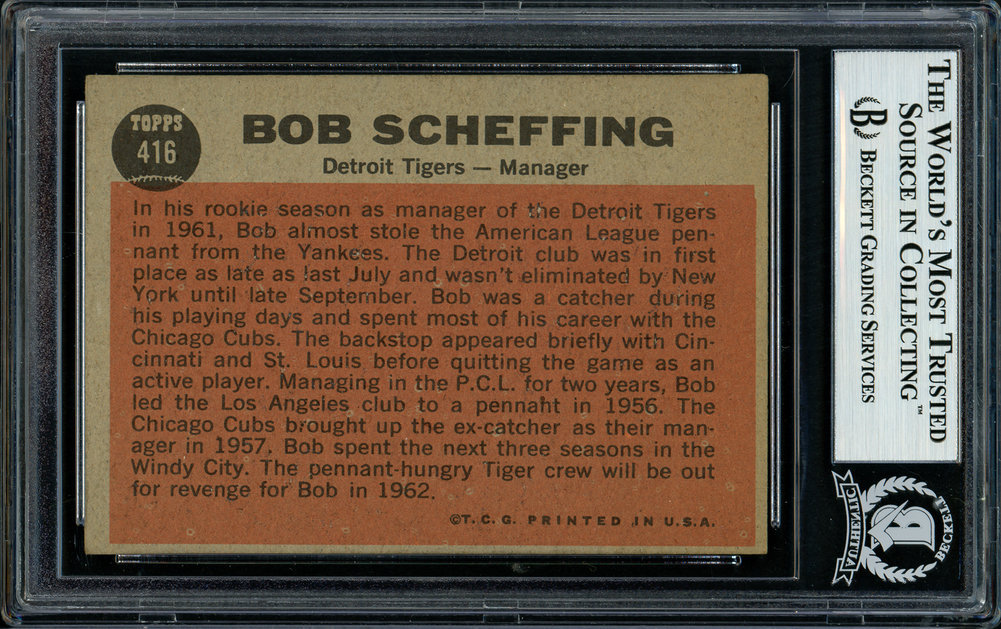 TOPPS
416
BOB SCHEFFING
Detroit Tigers — Manager
In his rookie season as manager of the Detroit Tigers
in 1961, Bob almost stole the American League pen-
nant from the Yankees. The Detroit club was in first
place as late as last July and wasn't eliminated by New
York until late September. Bob was a catcher during
his playing days and spent most of his career with the
Chicago Cubs. The backstop appeared briefly with Cin-
cinnati and St. Louis before quitting the game as an
active player. Managing in the P.C.L. for two years, Bob
led the Los Angeles club to a pennant in 1956. The
Chicago Cubs brought up the ex-catcher as their man-
ager in 1957. Bob spent the next three seasons in the
Windy City. The pennant-hungry Tiger crew will be out
for revenge for Bob in 1962.
©T.C.G. PRINTED IN U.S.A.
THE WORLD'S MOST TRUSTED
SOURCE IN COLLECTING™
B BECKETT GRADING SERVICES
AUTHENTIC
B
BECKETT